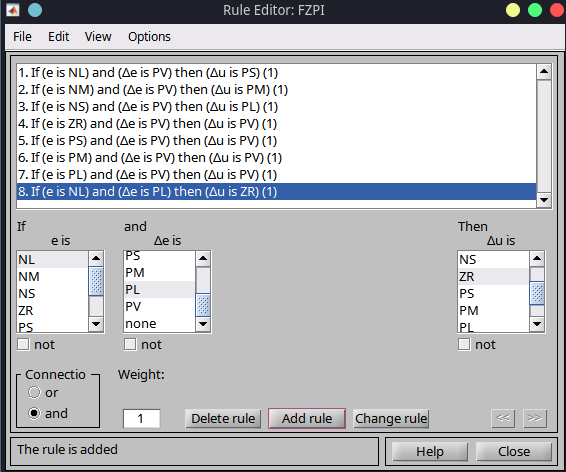 Rule Editor: FZPI
File Edit View Options
1. If (e is NL) and (Δe is PV) then (Δu is PS) (1)
2. If (e is NM) and (Δe is PV) then (Δu is PM) (1)
3. If (e is NS) and (Δe is PV) then (Δu is PL) (1)
4. If (e is ZR) and (Δe is PV) then (Δu is PV) (1)
5. If (e is PS) and (Δe is PV) then (Δu is PV) (1)
6. If (e is PM) and (Δe is PV) then (Δu is PV) (1)
7. If (e is PL) and (Δe is PV) then (Δu is PV) (1)
8. If (e is NL) and (Δe is PL) then (Δu is ZR) (1)
If and Then
e is Δe is Δu is
NL
NM
NS
ZR
PS
PS
PM
PL
PV
none
NS
ZR
PS
PM
PL
not not not
Connectio
or
and
Weight:
1
Delete rule Add rule Change rule << >>
The rule is added
Help Close